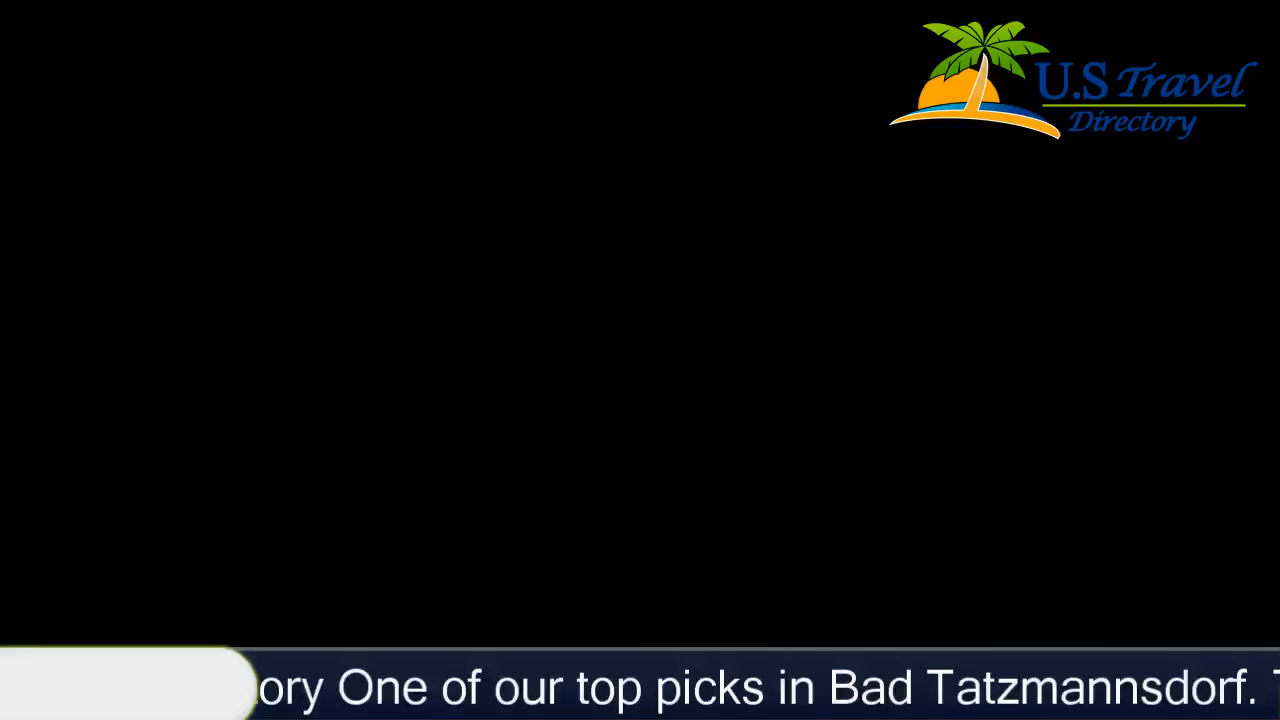 U.S Travel
Directory
ory One of our top picks in Bad Tatzmannsdorf.